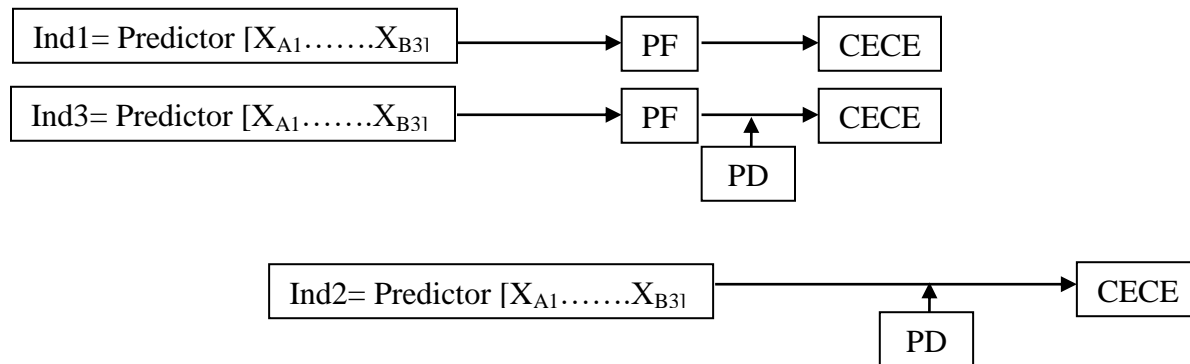 Ind1= Predictor [XA1…….XB3] PF CECE
Ind3= Predictor [XA1…….XB3] PF CECE
PD
Ind2= Predictor [XA1…….XB3] CECE
PD